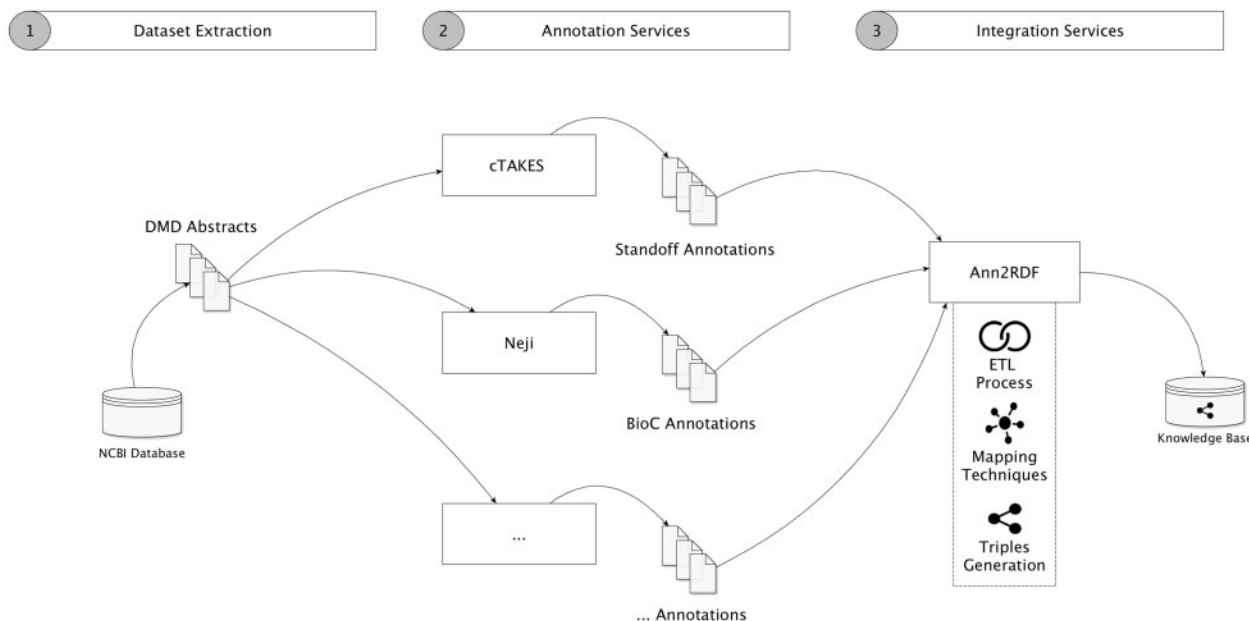 1 Dataset Extraction
2 Annotation Services
3 Integration Services
cTAKES
DMD Abstracts
Standoff Annotations
Ann2RDF
Neji
ETL
Process
NCBI Database
BioC Annotations
Knowledge Base
Mapping
Techniques
...
Triples
Generation
... Annotations